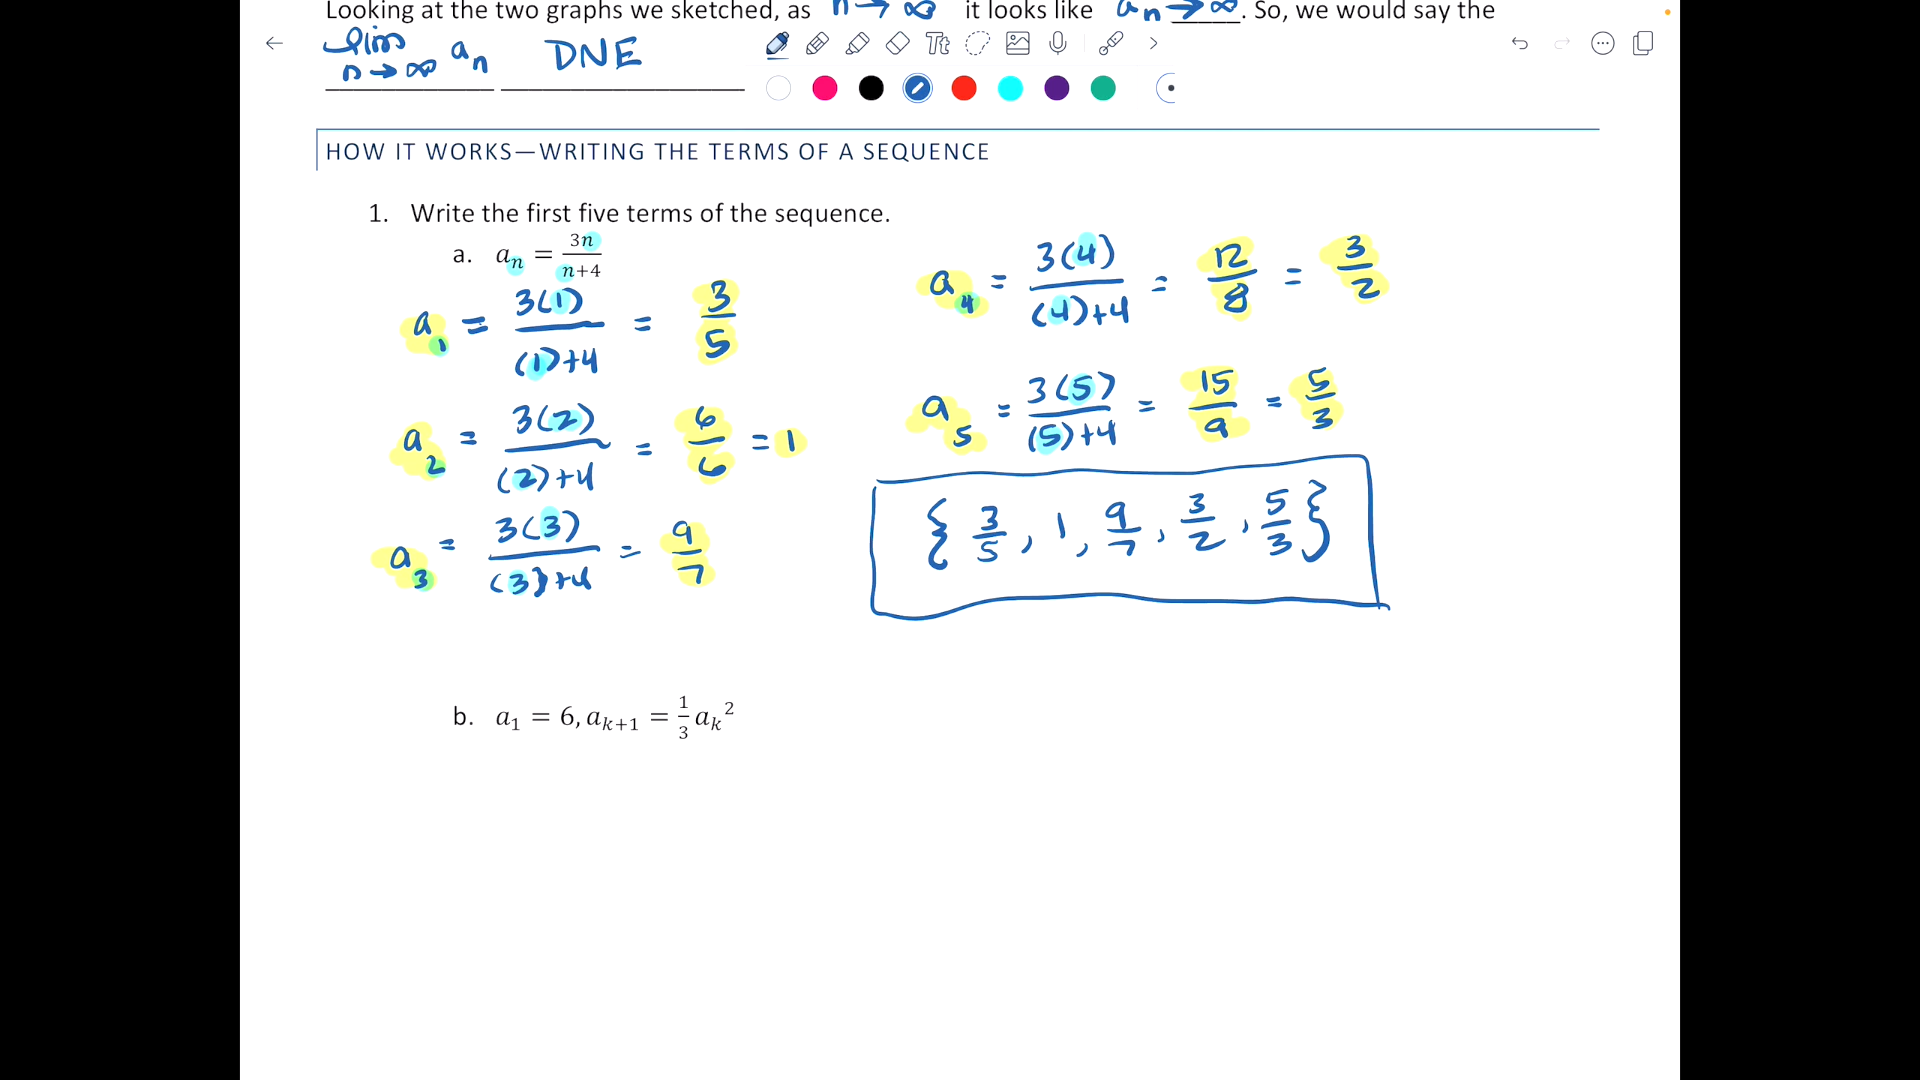 Looking at the two graphs we sketched, as n → ∞ it looks like aₙ → ∞. So, we would say the
lim n → ∞ aₙ DNE
Tt
HOW IT WORKS—WRITING THE TERMS OF A SEQUENCE
1. Write the first five terms of the sequence.
a. aₙ = 3n/(n+4)
a₁ = 3(1)/((1)+4) = 3/5
a₂ = 3(2)/((2)+4) = 6/6 = 1
a₃ = 3(3)/((3)+4) = 9/7
a₄ = 3(4)/((4)+4) = 12/8 = 3/2
a₅ = 3(5)/((5)+4) = 15/9 = 5/3
{ 3/5, 1, 9/7, 3/2, 5/3 }
b. a₁ = 6, aₖ₊₁ = 1/3 aₖ²